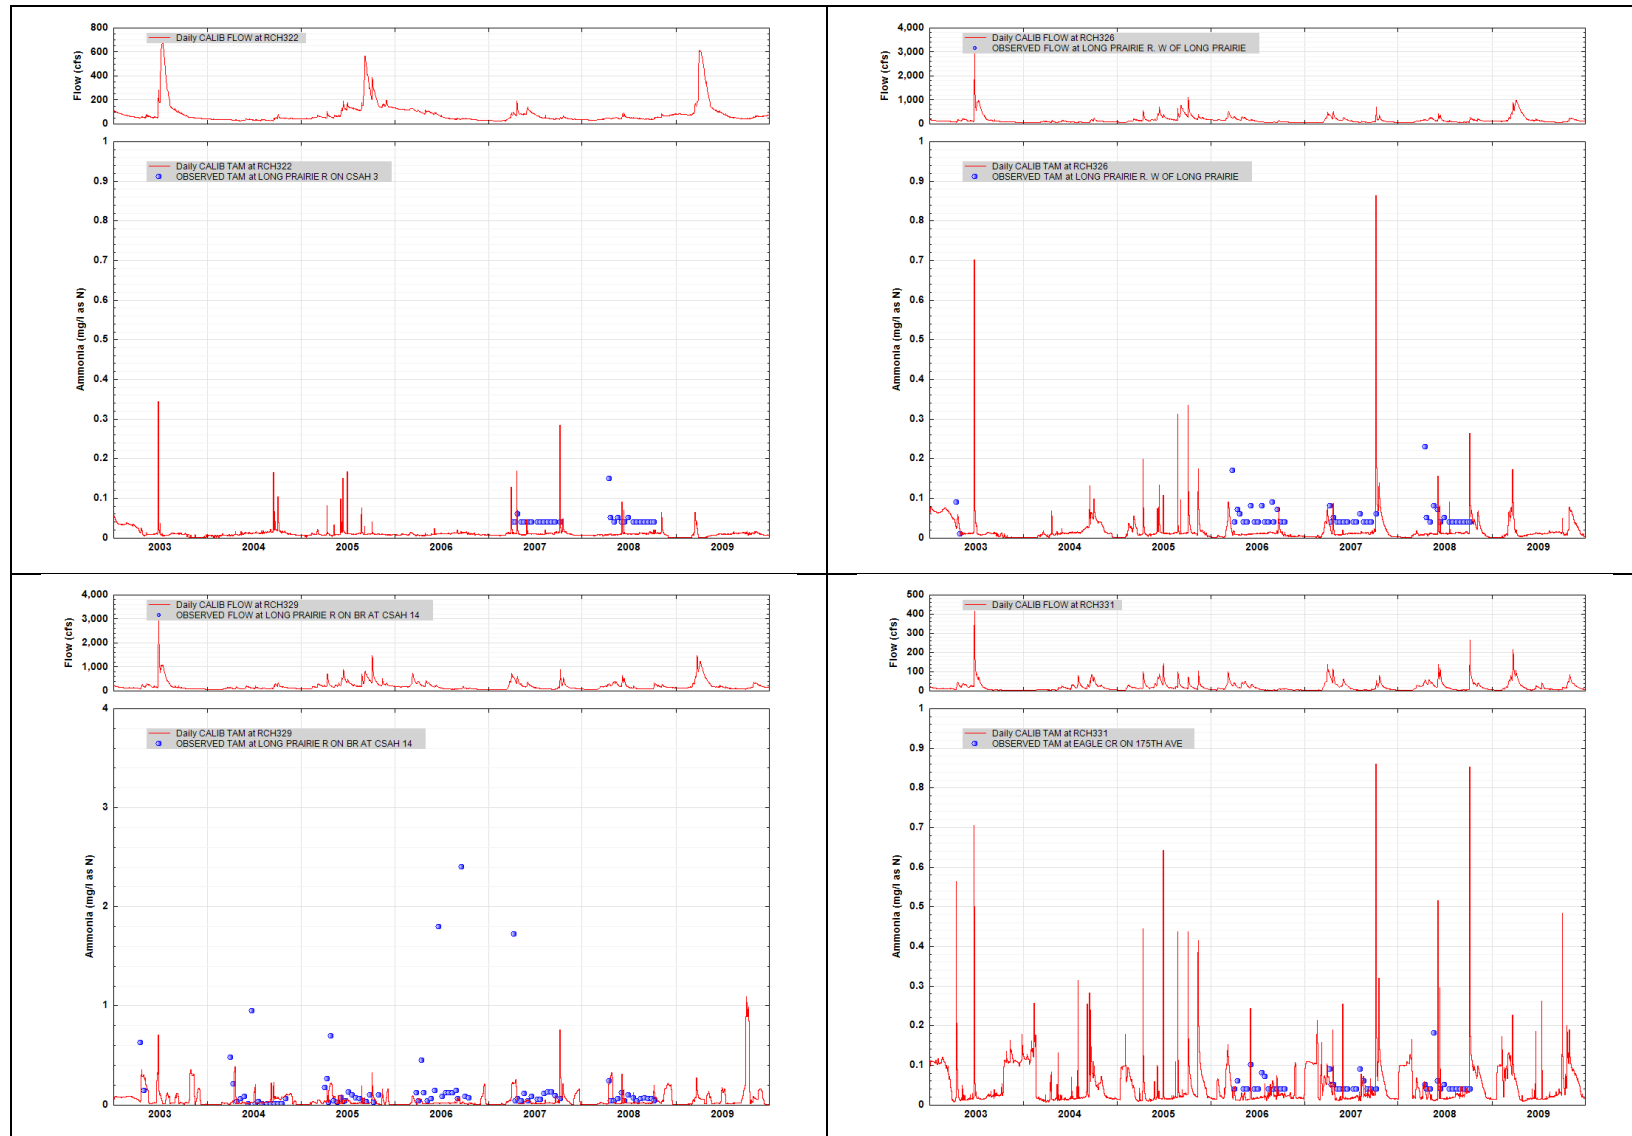 Flow (cfs)
800
600
400
200
0
Daily CALIB FLOW at RCH322
Ammonia (mg/l as N)
1
0.9
0.8
0.7
0.6
0.5
0.4
0.3
0.2
0.1
0
Daily CALIB TAM at RCH322
OBSERVED TAM at LONG PRAIRIE R ON CSAH 3
2003 2004 2005 2006 2007 2008 2009
Flow (cfs)
4,000
3,000
2,000
1,000
0
Daily CALIB FLOW at RCH326
OBSERVED FLOW at LONG PRAIRIE R. W OF LONG PRAIRIE
Ammonia (mg/l as N)
1
0.9
0.8
0.7
0.6
0.5
0.4
0.3
0.2
0.1
0
Daily CALIB TAM at RCH326
OBSERVED TAM at LONG PRAIRIE R. W OF LONG PRAIRIE
2003 2004 2005 2006 2007 2008 2009
Flow (cfs)
4,000
3,000
2,000
1,000
0
Daily CALIB FLOW at RCH329
OBSERVED FLOW at LONG PRAIRIE R ON BR AT CSAH 14
Ammonia (mg/l as N)
4
3
2
1
0
Daily CALIB TAM at RCH329
OBSERVED TAM at LONG PRAIRIE R ON BR AT CSAH 14
2003 2004 2005 2006 2007 2008 2009
Flow (cfs)
500
400
300
200
100
0
Daily CALIB FLOW at RCH331
Ammonia (mg/l as N)
1
0.9
0.8
0.7
0.6
0.5
0.4
0.3
0.2
0.1
0
Daily CALIB TAM at RCH331
OBSERVED TAM at EAGLE CR ON 175TH AVE
2003 2004 2005 2006 2007 2008 2009